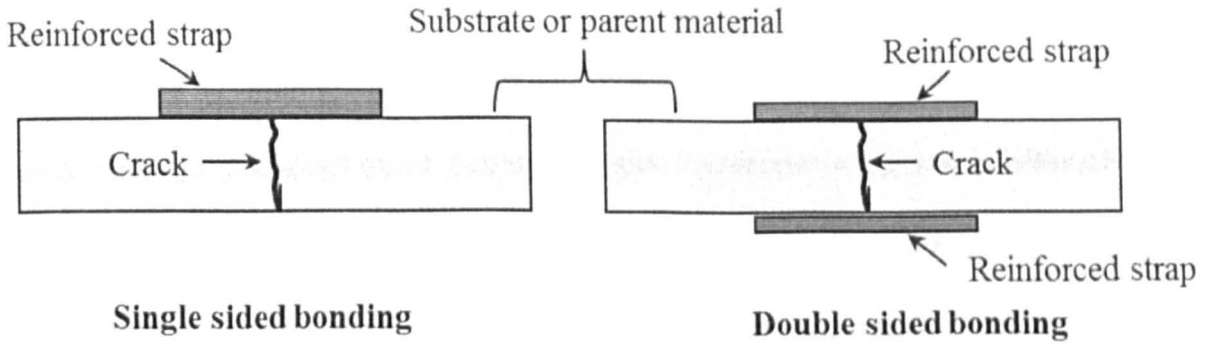 Substrate or parent material
Reinforced strap
Reinforced strap
Crack
Crack
Reinforced strap
Single sided bonding
Double sided bonding